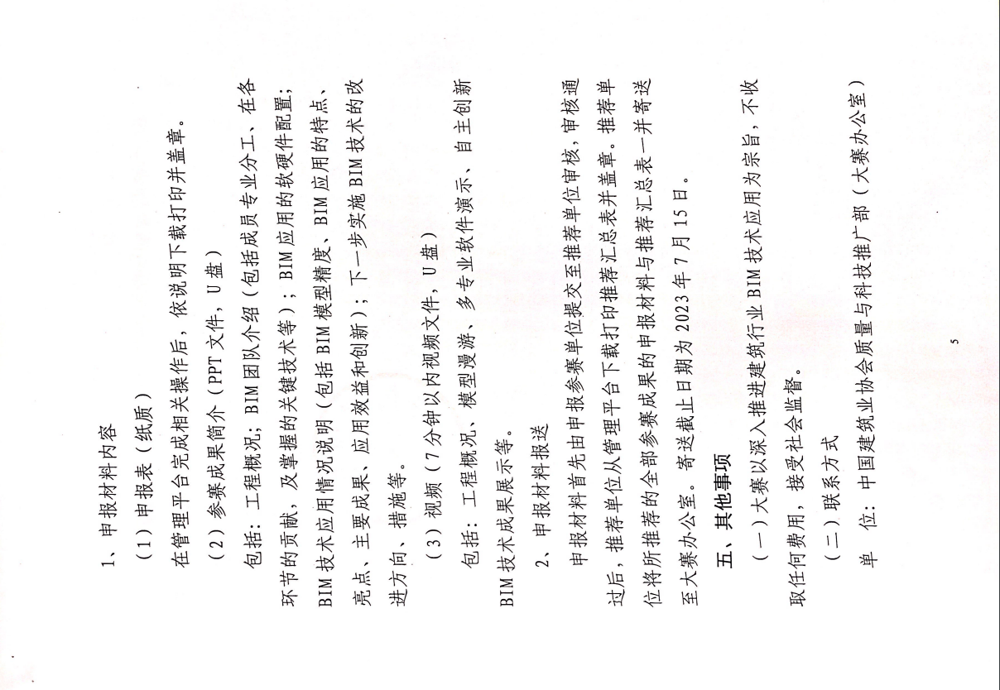 1、申报材料内容
（1）申报表（纸质）
在管理平台完成相关操作后，依说明下载打印并盖章。
（2）参赛成果简介（PPT 文件，U 盘）
包括：工程概况；BIM 团队介绍（包括成员专业分工、在各
环节的贡献，及掌握的关键技术等）；BIM 应用的软硬件配置；
BIM 技术应用情况说明（包括 BIM 模型精度、BIM 应用的特点、
亮点、主要成果、应用效益和创新）；下一步实施 BIM 技术的改
进方向、措施等。
（3）视频（7 分钟以内视频文件，U 盘）
包括：工程概况、模型漫游、多专业软件演示、自主创新
BIM 技术成果展示等。
2、申报材料报送
申报材料首先由申报参赛单位提交至推荐单位审核，审核通
过后，推荐单位从管理平台下载打印推荐汇总表并盖章。推荐单
位将所推荐的全部参赛成果的申报材料与推荐汇总表一并寄送
至大赛办公室。寄送截止日期为 2023 年 7 月 15 日。
五、其他事项
（一）大赛以深入推进建筑行业 BIM 技术应用为宗旨，不收
取任何费用，接受社会监督。
（二）联系方式
单 位：中国建筑业协会质量与科技推广部（大赛办公室）
5